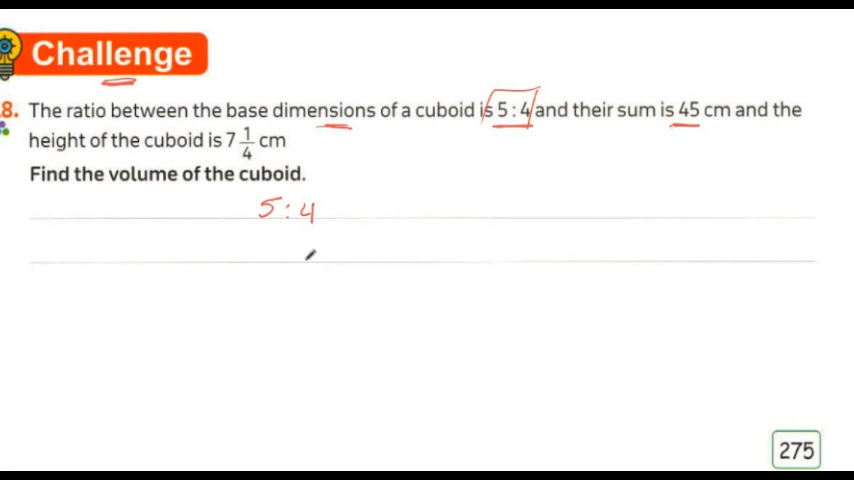 Challenge
8. The ratio between the base dimensions of a cuboid is 5 : 4 and their sum is 45 cm and the
height of the cuboid is 7 1/4 cm
Find the volume of the cuboid.
5 : 4
275